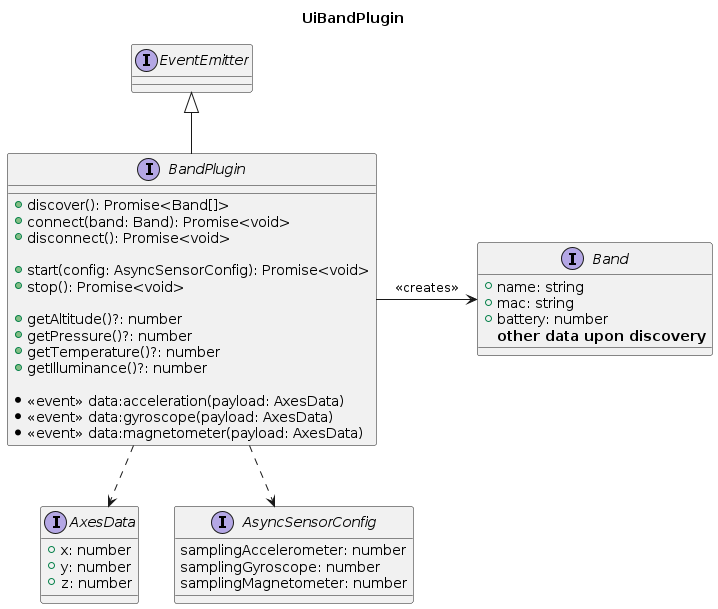 UiBandPlugin
I EventEmitter
I BandPlugin
discover(): Promise<Band[]>
connect(band: Band): Promise<void>
disconnect(): Promise<void>
start(config: AsyncSensorConfig): Promise<void>
stop(): Promise<void>
getAltitude()?: number
getPressure()?: number
getTemperature()?: number
getIlluminance()?: number
«event» data:acceleration(payload: AxesData)
«event» data:gyroscope(payload: AxesData)
«event» data:magnetometer(payload: AxesData)
«creates»
I Band
name: string
mac: string
battery: number
other data upon discovery
I AxesData
x: number
y: number
z: number
I AsyncSensorConfig
samplingAccelerometer: number
samplingGyroscope: number
samplingMagnetometer: number